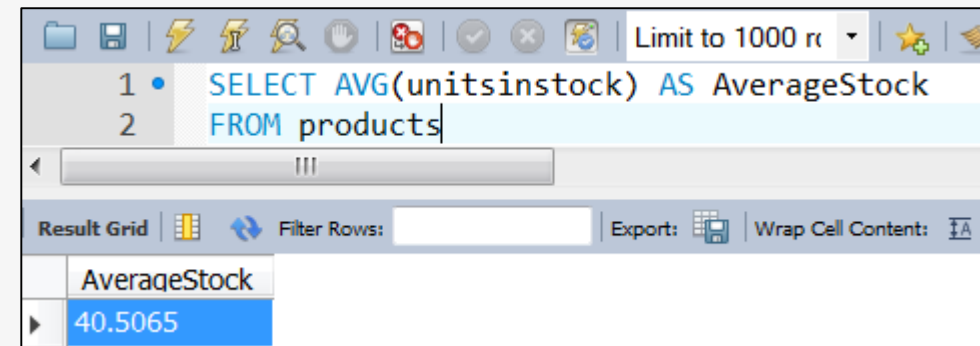 Limit to 1000 r
1 SELECT AVG(unitsinstock) AS AverageStock
2 FROM products
Result Grid Filter Rows: Export: Wrap Cell Content: IA
AverageStock
40.5065